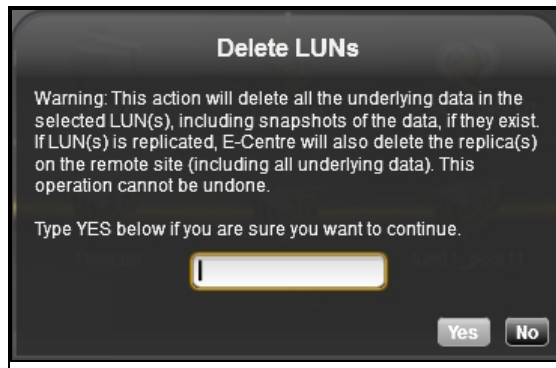 Delete LUNs
Warning: This action will delete all the underlying data in the
selected LUN(s), including snapshots of the data, if they exist.
If LUN(s) is replicated, E-Centre will also delete the replica(s)
on the remote site (including all underlying data). This
operation cannot be undone.
Type YES below if you are sure you want to continue.
Yes No